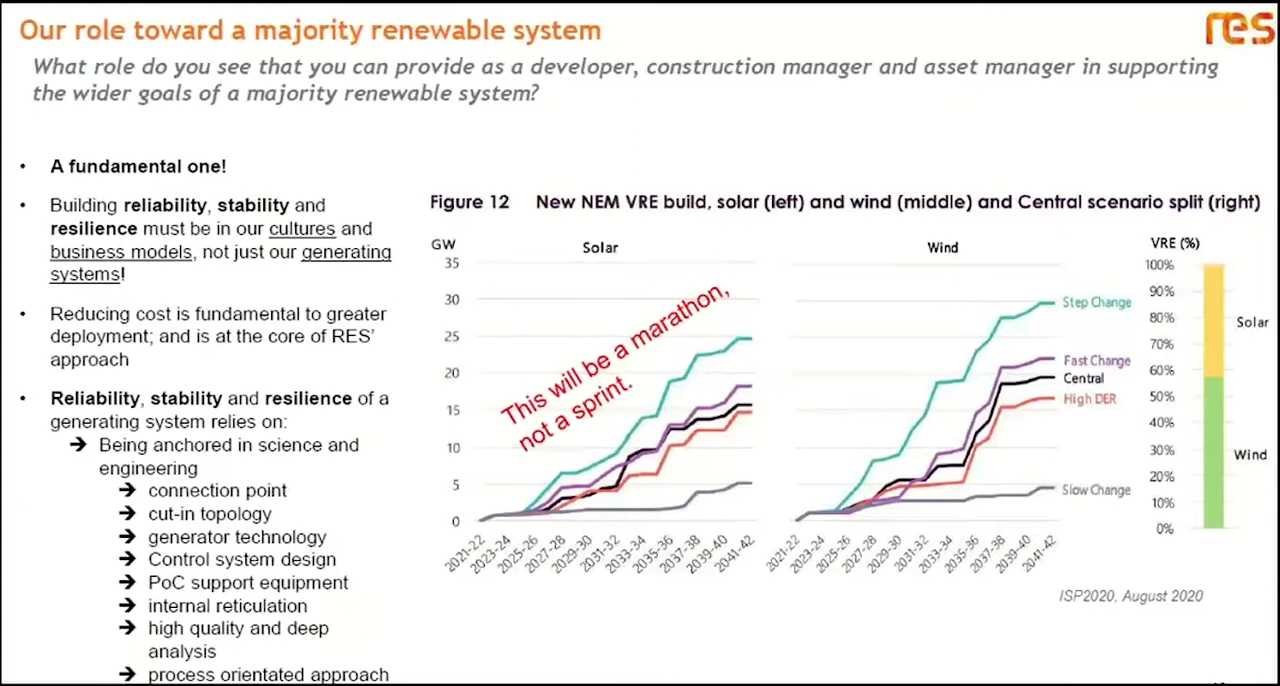 Our role toward a majority renewable system
res
What role do you see that you can provide as a developer, construction manager and asset manager in supporting
the wider goals of a majority renewable system?
• A fundamental one!
• Building reliability, stability and
resilience must be in our cultures and
business models, not just our generating
systems!
• Reducing cost is fundamental to greater
deployment; and is at the core of RES’
approach
• Reliability, stability and resilience of a
generating system relies on:
➔ Being anchored in science and
engineering
➔ connection point
➔ cut-in topology
➔ generator technology
➔ Control system design
➔ PoC support equipment
➔ internal reticulation
➔ high quality and deep
analysis
➔ process orientated approach
Figure 12 New NEM VRE build, solar (left) and wind (middle) and Central scenario split (right)
GW
Solar
35
30
25
20
15
10
5
0
2021-22
2023-24
2025-26
2027-28
2029-30
2031-32
2033-34
2035-36
2037-38
2039-40
2041-42
This will be a marathon,
not a sprint.
Wind
Step Change
Fast Change
Central
High DER
Slow Change
2021-22
2023-24
2025-26
2027-28
2029-30
2031-32
2033-34
2035-36
2037-38
2039-40
2041-42
VRE (%)
100%
90%
80%
70%
60%
50%
40%
30%
20%
10%
0%
Solar
Wind
ISP2020, August 2020